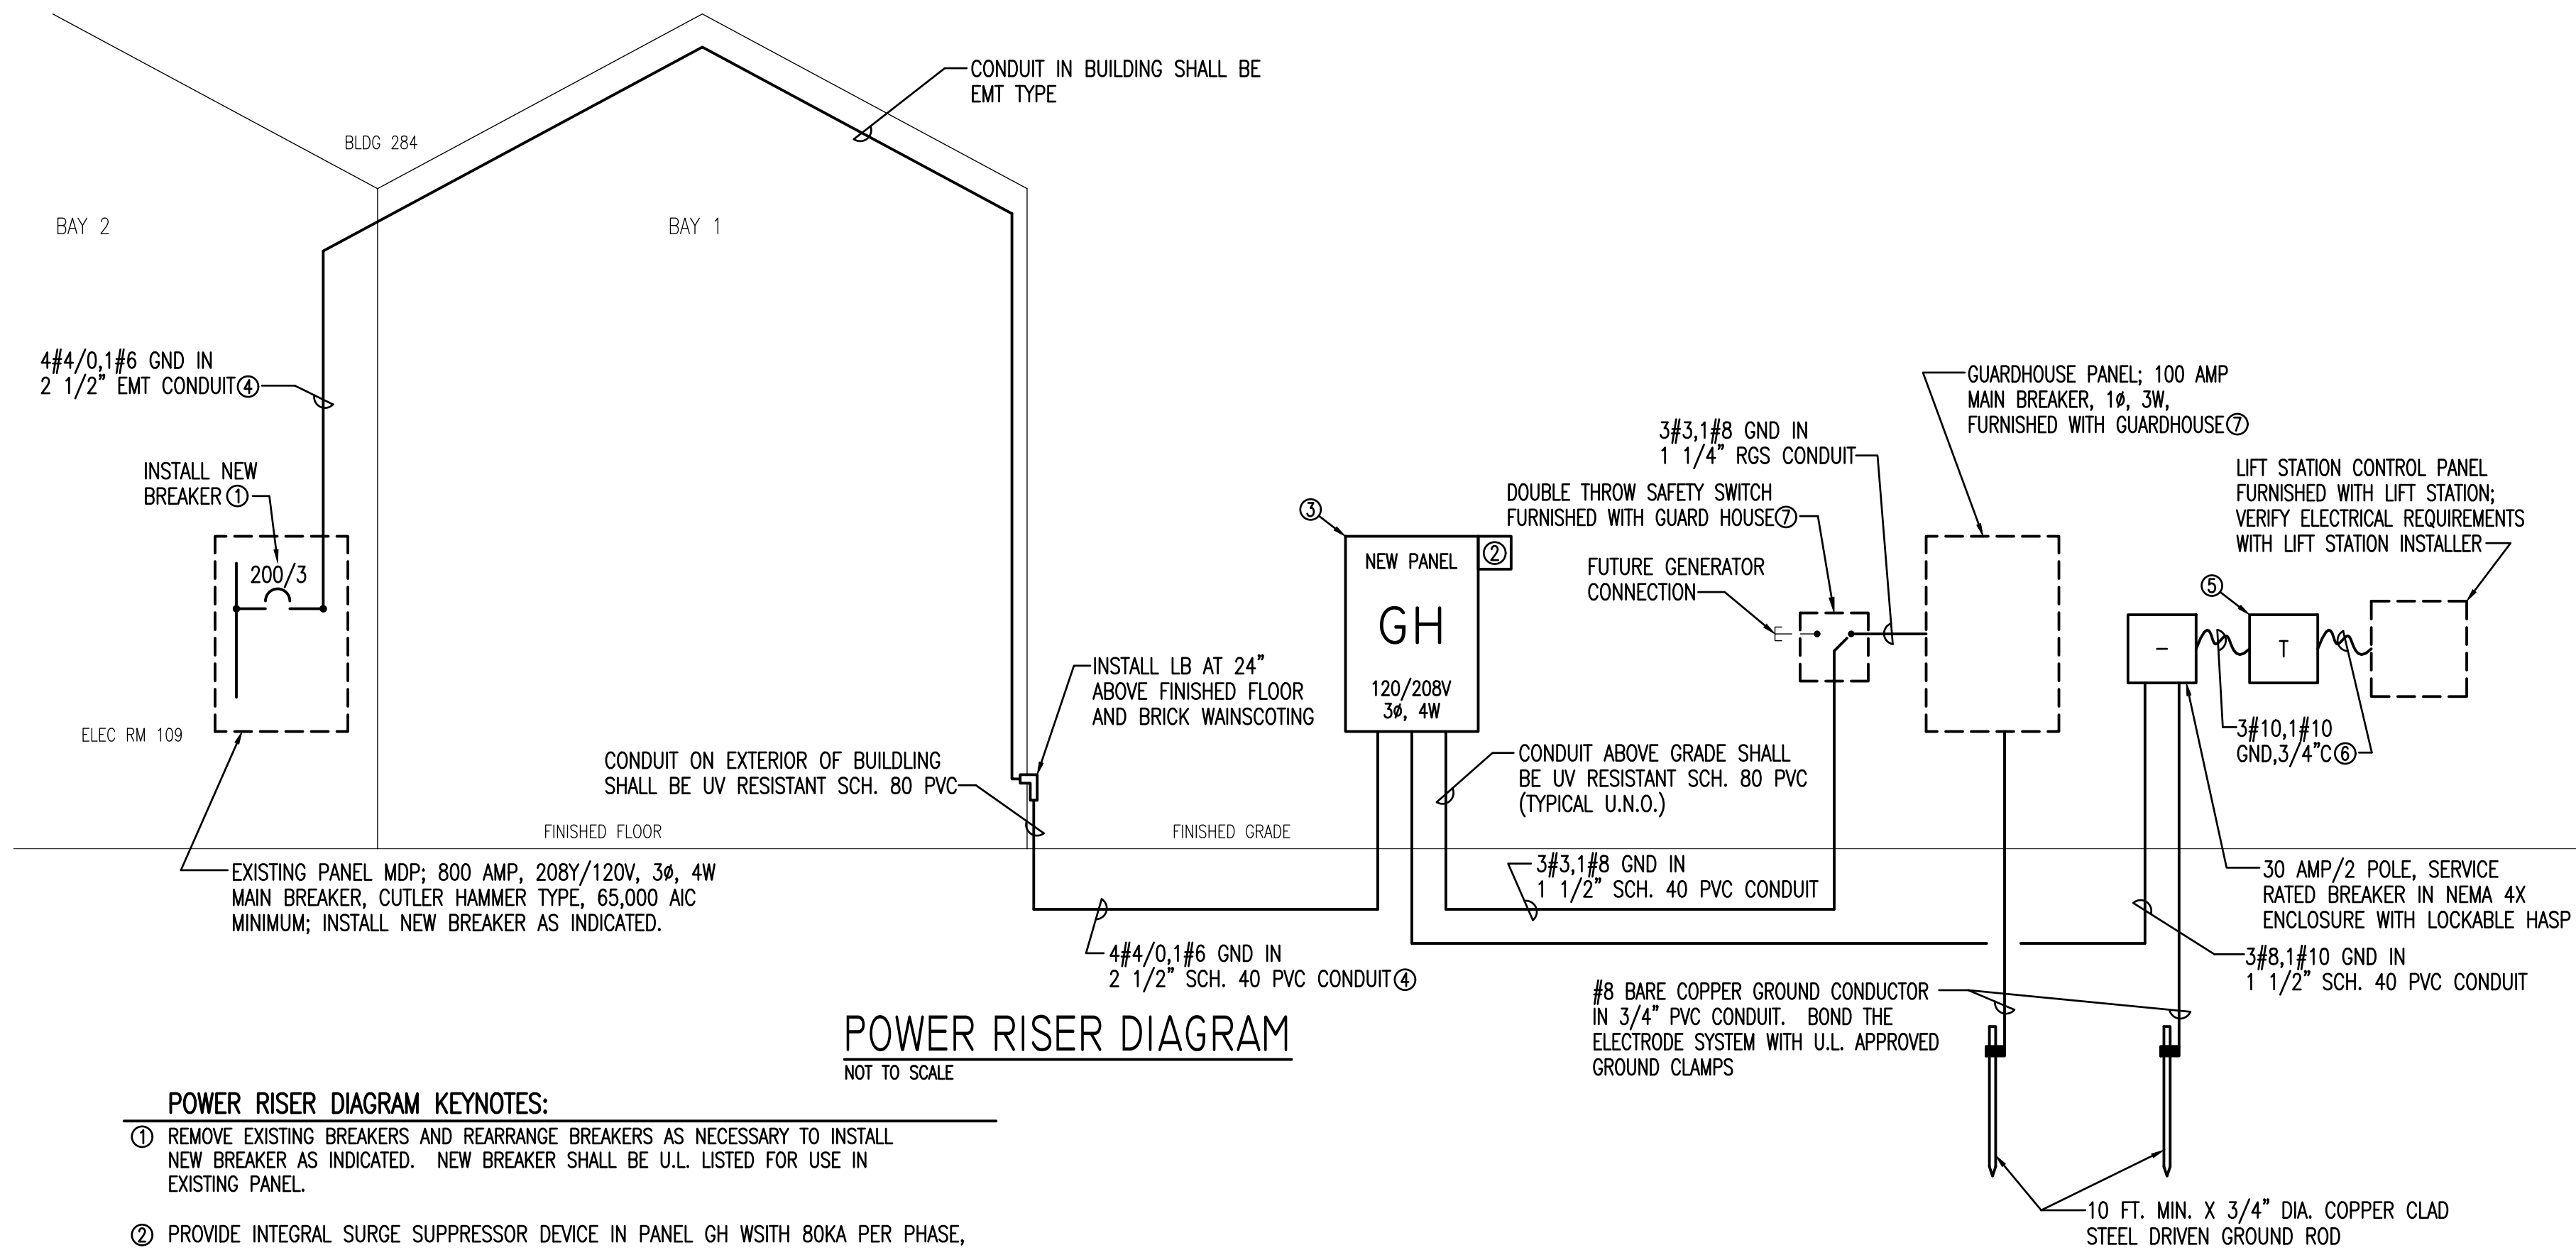 CONDUIT IN BUILDING SHALL BE
EMT TYPE
BLDG 284
BAY 2
BAY 1
4#4/0,1#6 GND IN
2 1/2" EMT CONDUIT④
INSTALL NEW
BREAKER①
200/3
ELEC RM 109
EXISTING PANEL MDP; 800 AMP, 208Y/120V, 3ø, 4W
MAIN BREAKER, CUTLER HAMMER TYPE, 65,000 AIC
MINIMUM; INSTALL NEW BREAKER AS INDICATED.
FINISHED FLOOR
CONDUIT ON EXTERIOR OF BUILDLING
SHALL BE UV RESISTANT SCH. 80 PVC
INSTALL LB AT 24"
ABOVE FINISHED FLOOR
AND BRICK WAINSCOTING
FINISHED GRADE
4#4/0,1#6 GND IN
2 1/2" SCH. 40 PVC CONDUIT④
③
NEW PANEL
②
GH
120/208V
3ø, 4W
CONDUIT ABOVE GRADE SHALL
BE UV RESISTANT SCH. 80 PVC
(TYPICAL U.N.O.)
3#3,1#8 GND IN
1 1/2" SCH. 40 PVC CONDUIT
3#3,1#8 GND IN
1 1/4" RGS CONDUIT
DOUBLE THROW SAFETY SWITCH
FURNISHED WITH GUARD HOUSE⑦
FUTURE GENERATOR
CONNECTION
GUARDHOUSE PANEL; 100 AMP
MAIN BREAKER, 1ø, 3W,
FURNISHED WITH GUARDHOUSE⑦
LIFT STATION CONTROL PANEL
FURNISHED WITH LIFT STATION;
VERIFY ELECTRICAL REQUIREMENTS
WITH LIFT STATION INSTALLER
⑤
T
3#10,1#10
GND,3/4"C⑥
30 AMP/2 POLE, SERVICE
RATED BREAKER IN NEMA 4X
ENCLOSURE WITH LOCKABLE HASP
3#8,1#10 GND IN
1 1/2" SCH. 40 PVC CONDUIT
#8 BARE COPPER GROUND CONDUCTOR
IN 3/4" PVC CONDUIT. BOND THE
ELECTRODE SYSTEM WITH U.L. APPROVED
GROUND CLAMPS
10 FT. MIN. X 3/4" DIA. COPPER CLAD
STEEL DRIVEN GROUND ROD
POWER RISER DIAGRAM
NOT TO SCALE
POWER RISER DIAGRAM KEYNOTES:
① REMOVE EXISTING BREAKERS AND REARRANGE BREAKERS AS NECESSARY TO INSTALL
NEW BREAKER AS INDICATED. NEW BREAKER SHALL BE U.L. LISTED FOR USE IN
EXISTING PANEL.
② PROVIDE INTEGRAL SURGE SUPPRESSOR DEVICE IN PANEL GH WSITH 80KA PER PHASE,